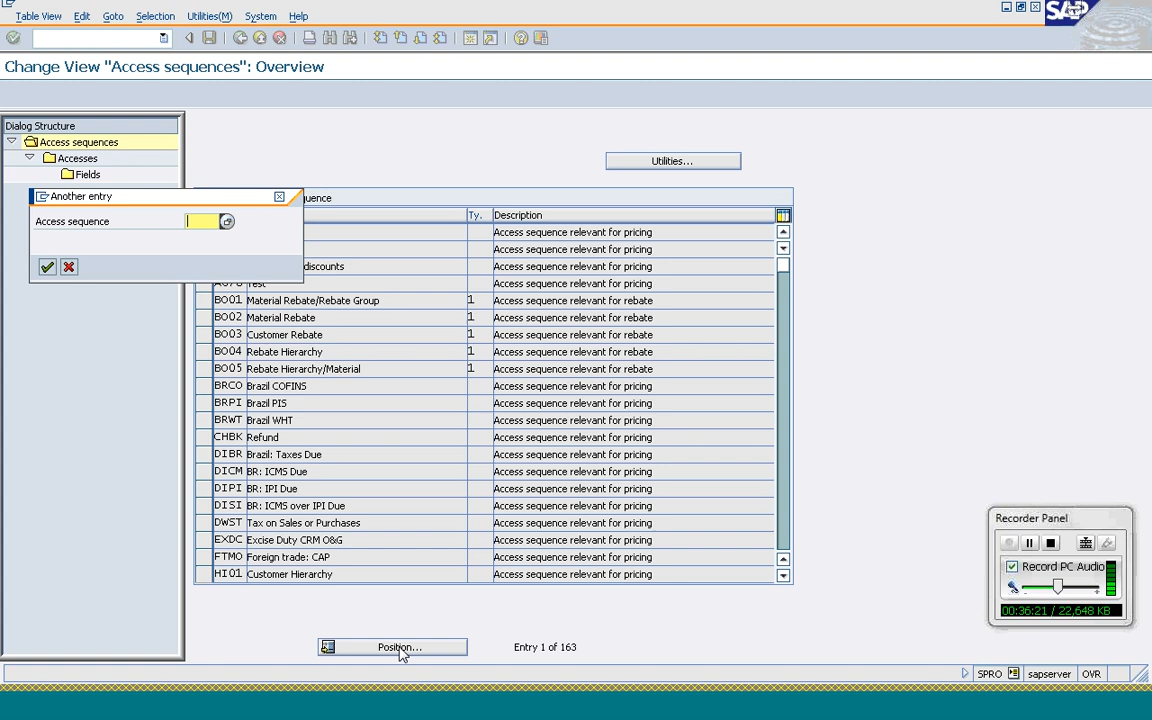 Table View Edit Goto Selection Utilities(M) System Help
SAP
Change View "Access sequences": Overview
Dialog Structure
Access sequences
Accesses
Fields
Utilities...
Another entry
Access sequence
uence
Ty. Description
Access sequence relevant for pricing
Access sequence relevant for pricing
discounts Access sequence relevant for pricing
Access sequence relevant for pricing
BO01 Material Rebate/Rebate Group 1 Access sequence relevant for rebate
BO02 Material Rebate 1 Access sequence relevant for rebate
BO03 Customer Rebate 1 Access sequence relevant for rebate
BO04 Rebate Hierarchy 1 Access sequence relevant for rebate
BO05 Rebate Hierarchy/Material 1 Access sequence relevant for rebate
BRCO Brazil COFINS Access sequence relevant for pricing
BRPI Brazil PIS Access sequence relevant for pricing
BRWT Brazil WHT Access sequence relevant for pricing
CHBK Refund Access sequence relevant for pricing
DIBR Brazil: Taxes Due Access sequence relevant for pricing
DICM BR: ICMS Due Access sequence relevant for pricing
DIPI BR: IPI Due Access sequence relevant for pricing
DISI BR: ICMS over IPI Due Access sequence relevant for pricing
DWST Tax on Sales or Purchases Access sequence relevant for pricing
EXDC Excise Duty CRM O&G Access sequence relevant for pricing
FTMO Foreign trade: CAP Access sequence relevant for pricing
HI01 Customer Hierarchy Access sequence relevant for pricing
Position... Entry 1 of 163
Recorder Panel
Record PC Audio
00:36:21 / 22,648 KB
SPRO sapserver OVR